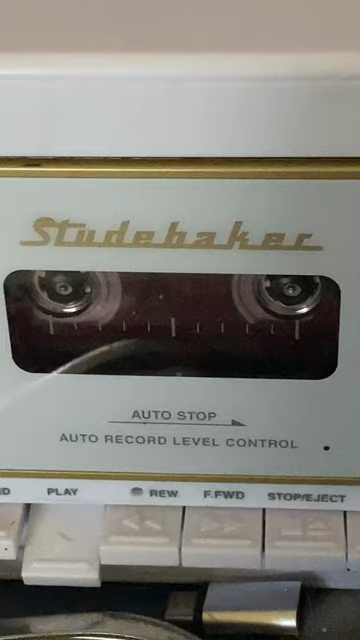 Studebaker
AUTO STOP
AUTO RECORD LEVEL CONTROL
PLAY REW. F.FWD STOP/EJECT